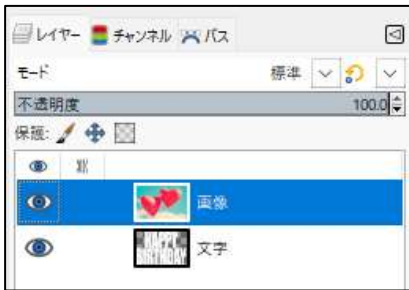 レイヤー チャンネル パス
モード 標準
不透明度 100.0
保護:
画像
HAPPY
BIRTHDAY
文字